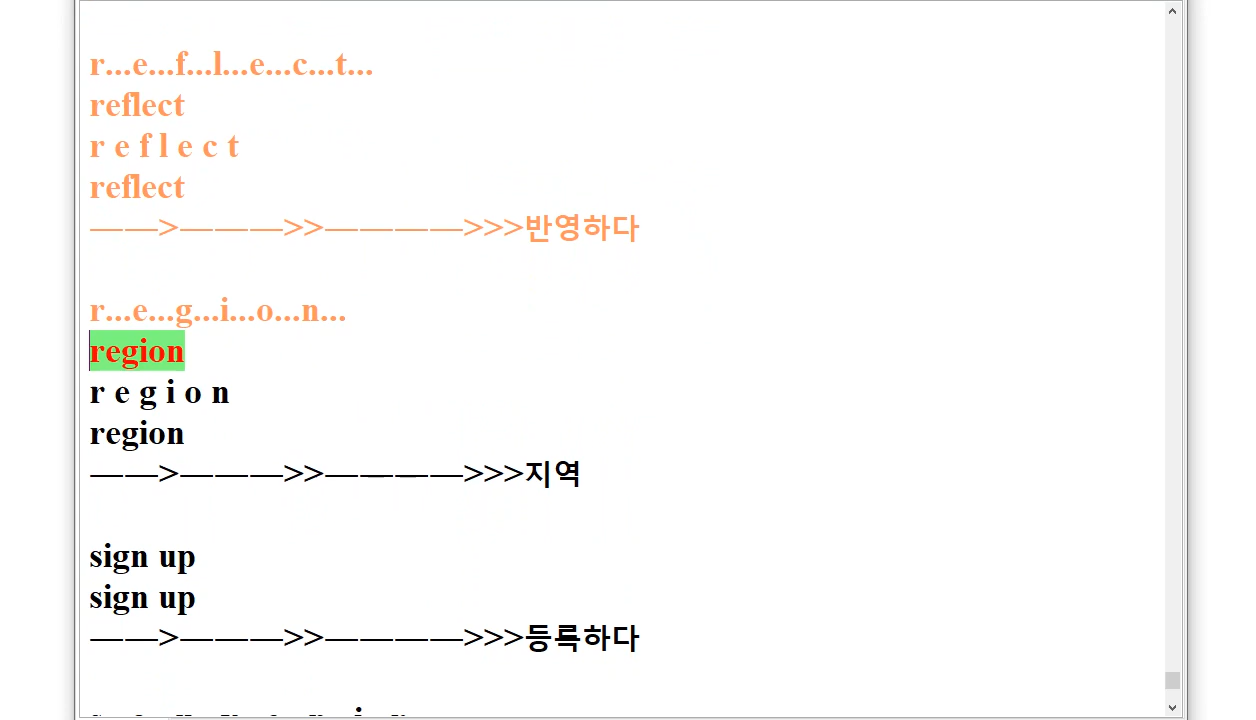 r...e...f...l...e...c...t...
reflect
r e f l e c t
reflect
——>———>>————>>>반영하다
r...e...g...i...o...n...
region
r e g i o n
region
——>———>>————>>>지역
sign up
sign up
——>———>>————>>>등록하다